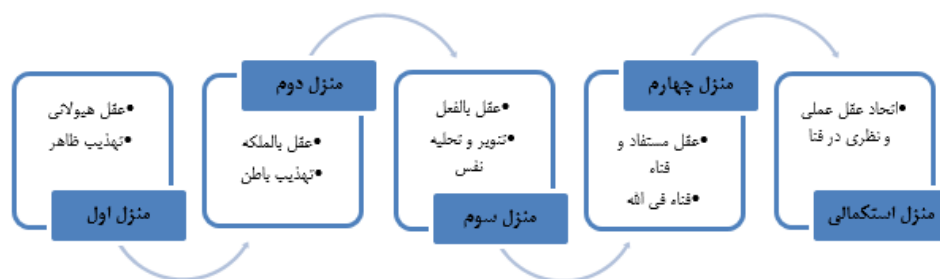 •عقل هیولانی
•تهذیب ظاهر
منزل اول
منزل دوم
•عقل بالملکه
•تهذیب باطن
•عقل بالفعل
•تنویر و تحلیه
نفس
منزل سوم
منزل چهارم
•عقل مستفاد و
فناء
•فناء فی الله
•اتحاد عقل عملی
و نظری در فنا
منزل استکمالی